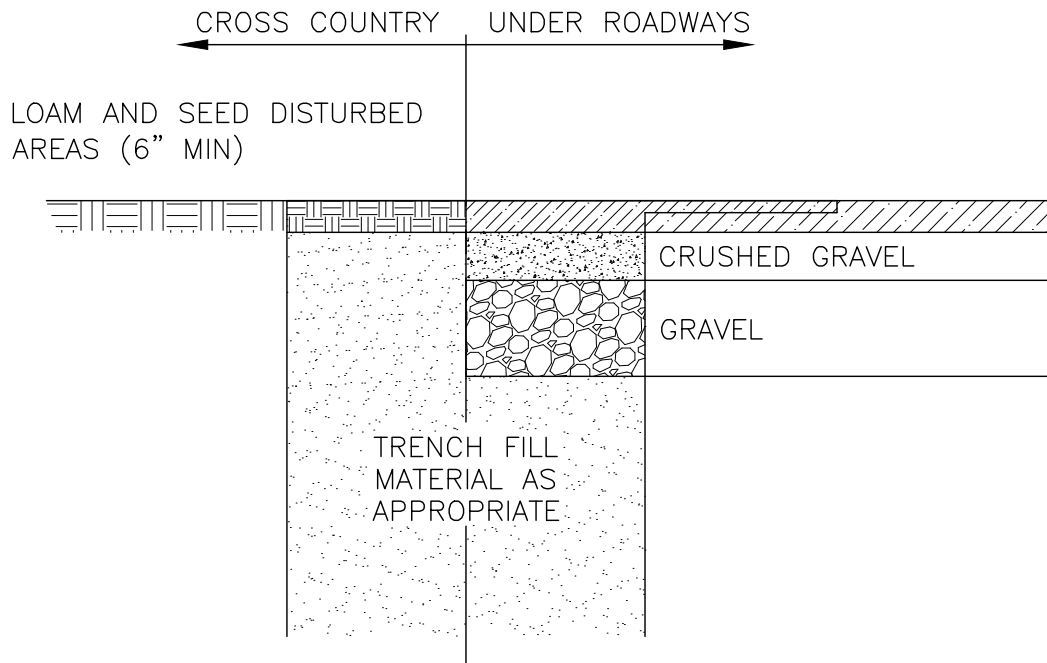 CROSS COUNTRY
UNDER ROADWAYS
LOAM AND SEED DISTURBED
AREAS (6” MIN)
CRUSHED GRAVEL
GRAVEL
TRENCH FILL
MATERIAL AS
APPROPRIATE